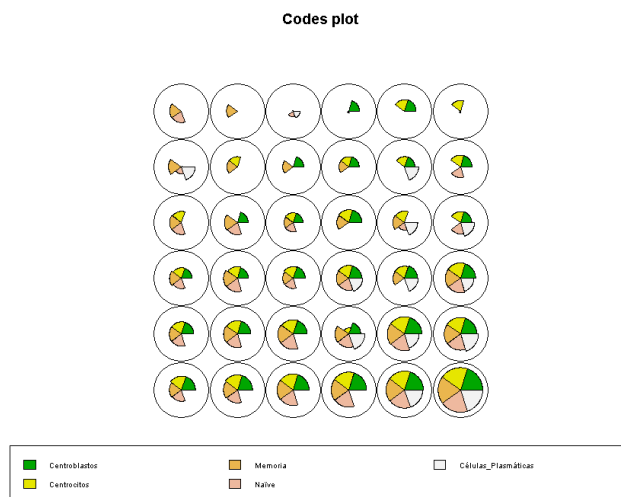 Codes plot
Centroblastos
Memoria
Células_Plasmáticas
Centrocitos
Naïve